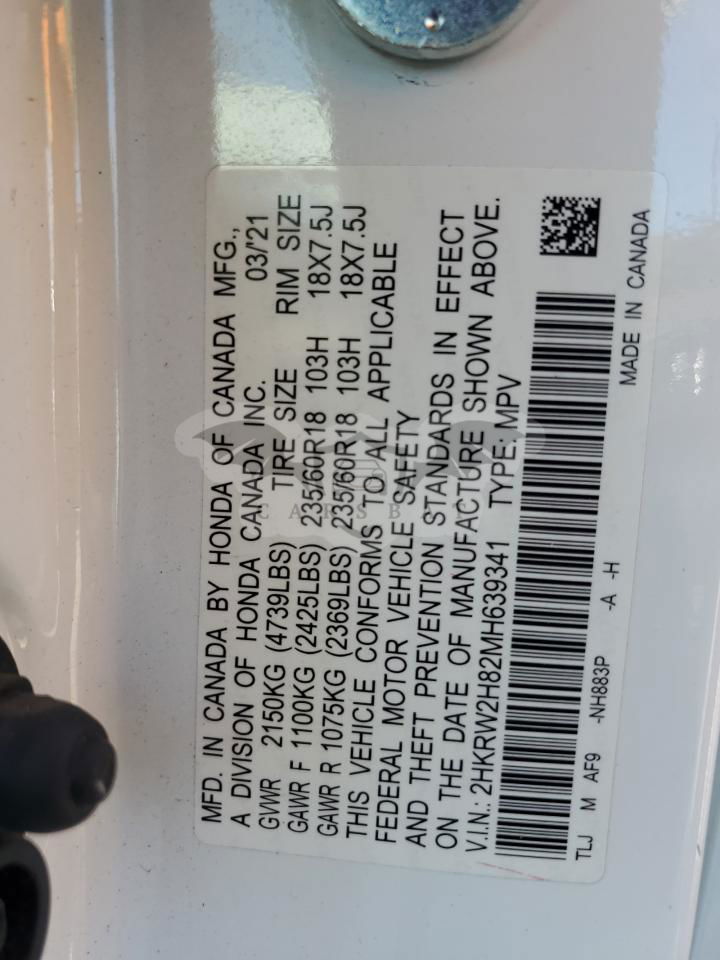 MFD. IN CANADA BY HONDA OF CANADA MFG.,
A DIVISION OF HONDA CANADA INC. 03/'21
GVWR 2150KG (4739LBS) TIRE SIZE RIM SIZE
GAWR F 1100KG (2425LBS) 235/60R18 103H 18X7.5J
GAWR R 1075KG (2369LBS) 235/60R18 103H 18X7.5J
THIS VEHICLE CONFORMS TO ALL APPLICABLE
FEDERAL MOTOR VEHICLE SAFETY
AND THEFT PREVENTION STANDARDS IN EFFECT
ON THE DATE OF MANUFACTURE SHOWN ABOVE.
V.I.N.: 2HKRW2H82MH639341 TYPE: MPV
TLJ M AF9 -NH883P -A -H
MADE IN CANADA
CARSBAT